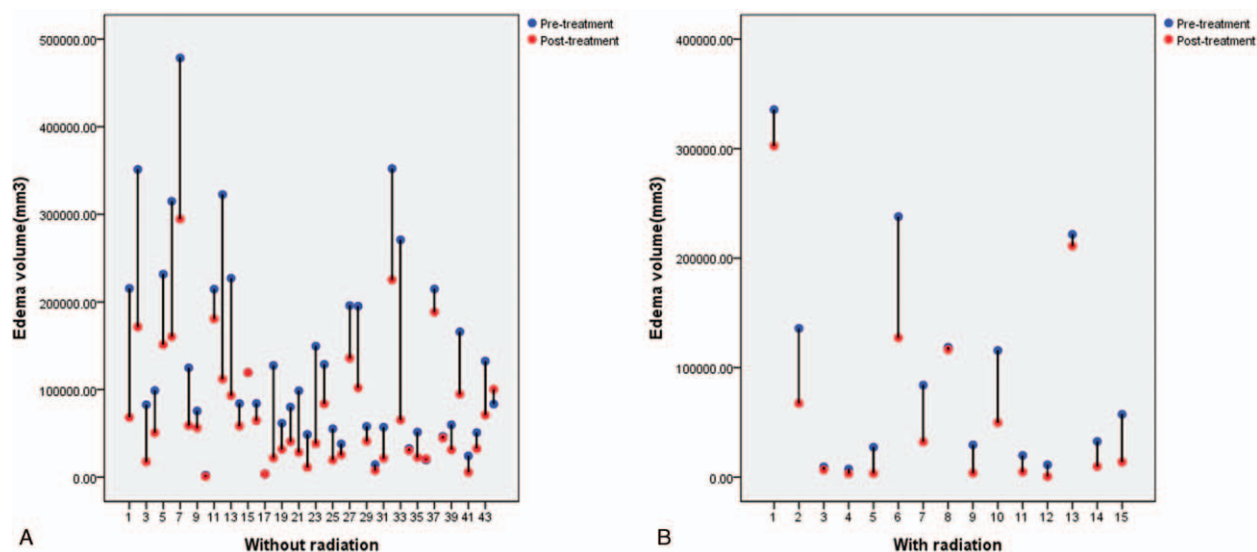 Pre-treatment
Post-treatment
500000.00
400000.00
300000.00
200000.00
100000.00
0.00
Edema volume(mm3)
1 3 5 7 9 11 13 15 17 19 21 23 25 27 29 31 33 35 37 39 41 43
A
Without radiation
Pre-treatment
Post-treatment
400000.00
300000.00
200000.00
100000.00
0.00
Edema volume(mm3)
1 2 3 4 5 6 7 8 9 10 11 12 13 14 15
B
With radiation